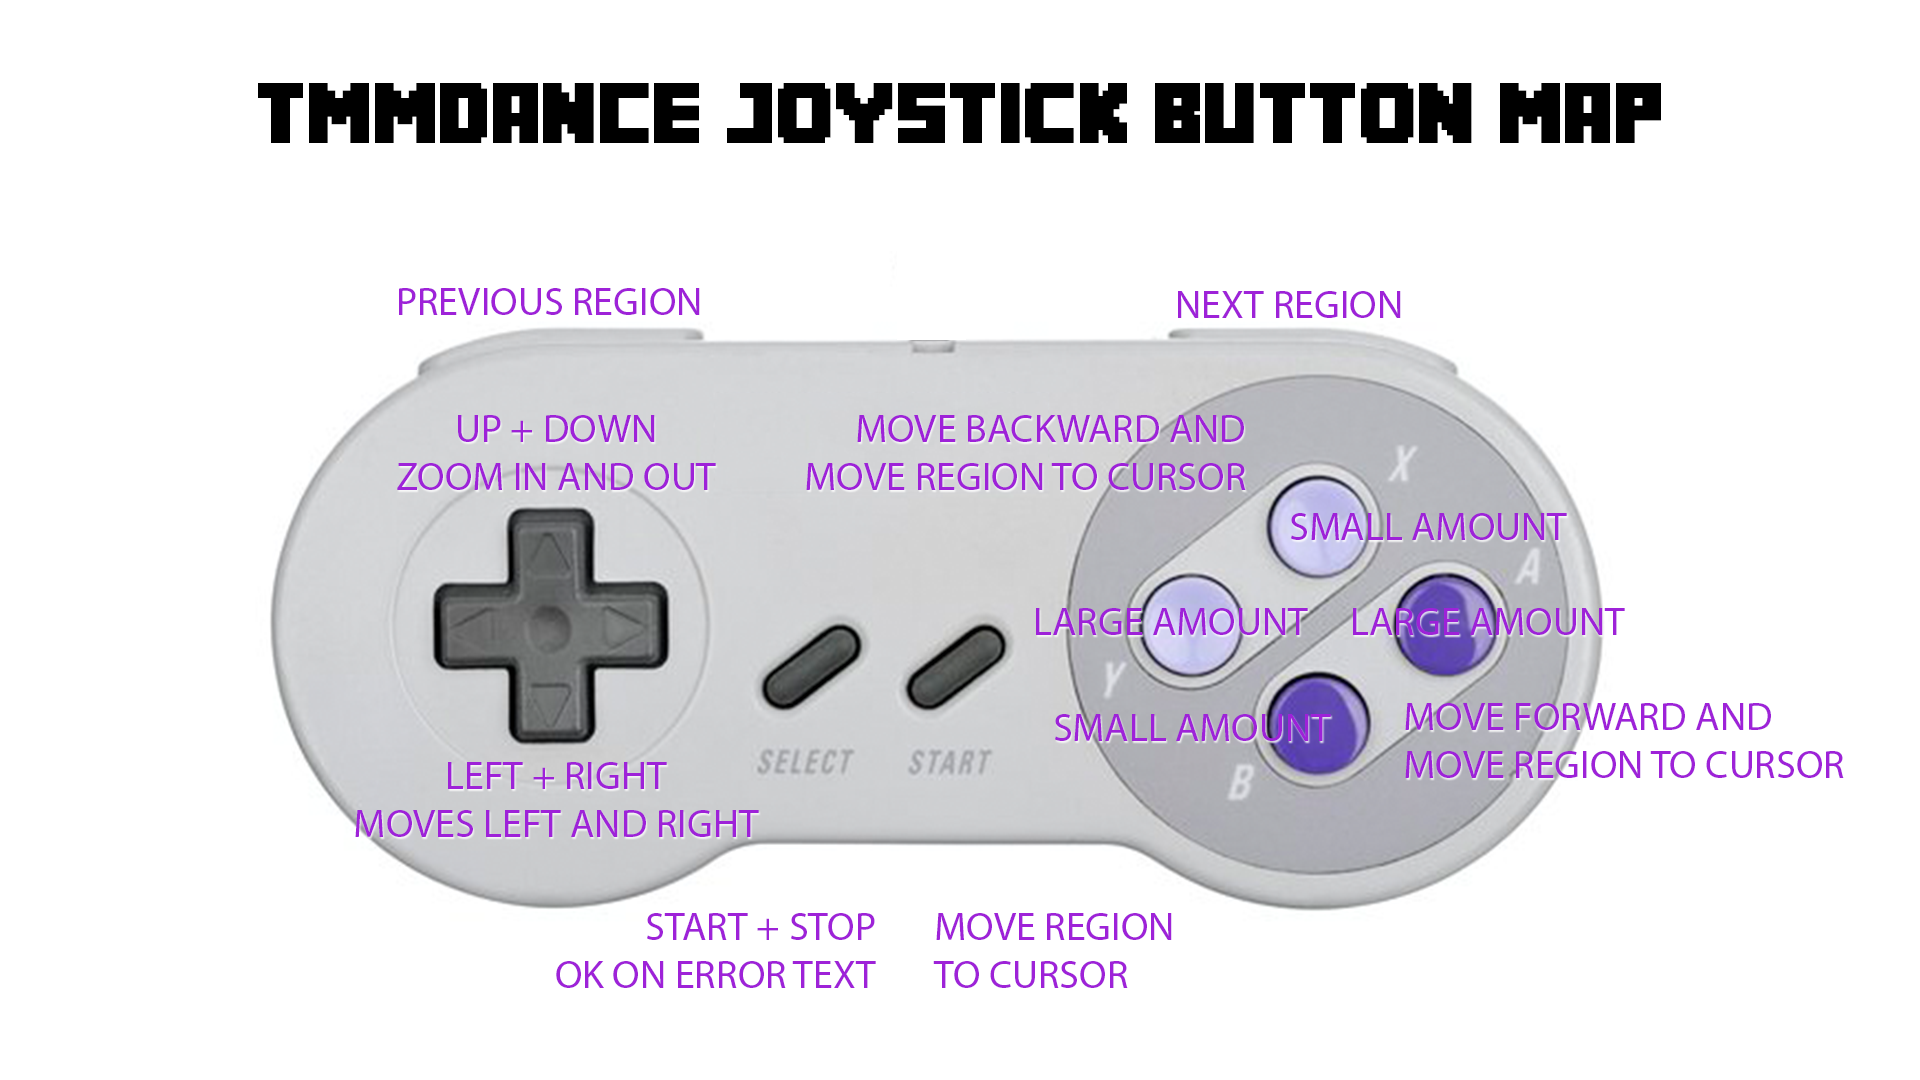 TMMDANCE JOYSTICK BUTTON MAP
PREVIOUS REGION
NEXT REGION
UP + DOWN
ZOOM IN AND OUT
MOVE BACKWARD AND
MOVE REGION TO CURSOR
X
SMALL AMOUNT
A
LARGE AMOUNT
LARGE AMOUNT
Y
SMALL AMOUNT
MOVE FORWARD AND
MOVE REGION TO CURSOR
B
SELECT
START
LEFT + RIGHT
MOVES LEFT AND RIGHT
START + STOP
OK ON ERROR TEXT
MOVE REGION
TO CURSOR